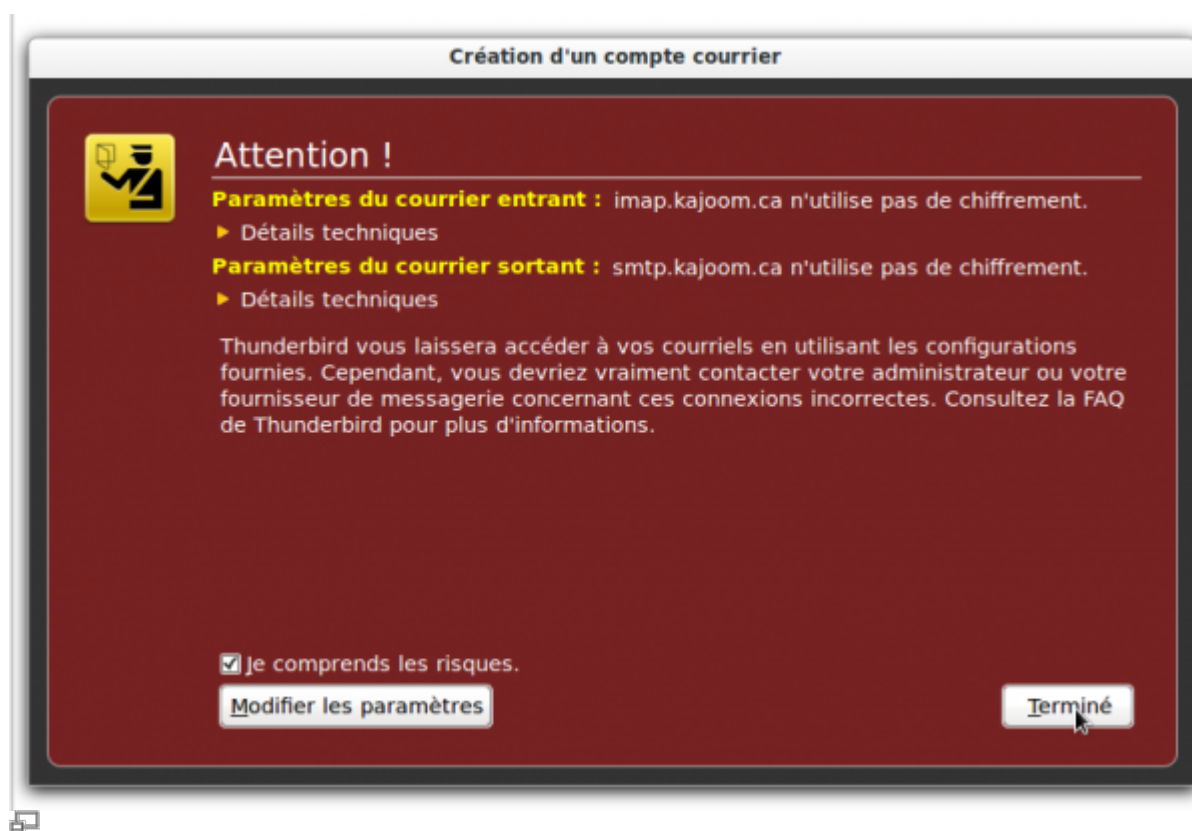 Création d'un compte courrier
Attention !
Paramètres du courrier entrant : imap.kajoom.ca n'utilise pas de chiffrement.
Détails techniques
Paramètres du courrier sortant : smtp.kajoom.ca n'utilise pas de chiffrement.
Détails techniques
Thunderbird vous laissera accéder à vos courriels en utilisant les configurations
fournies. Cependant, vous devriez vraiment contacter votre administrateur ou votre
fournisseur de messagerie concernant ces connexions incorrectes. Consultez la FAQ
de Thunderbird pour plus d'informations.
Je comprends les risques.
Modifier les paramètres
Terminé